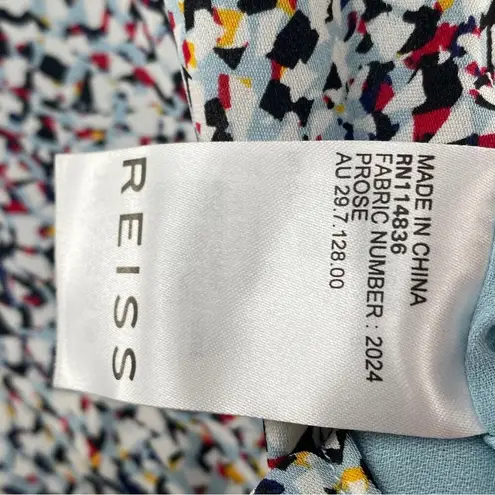 REISS
MADE IN CHINA
RN114836
FABRIC NUMBER : 2024
PROSE
AU 29.7.128.00